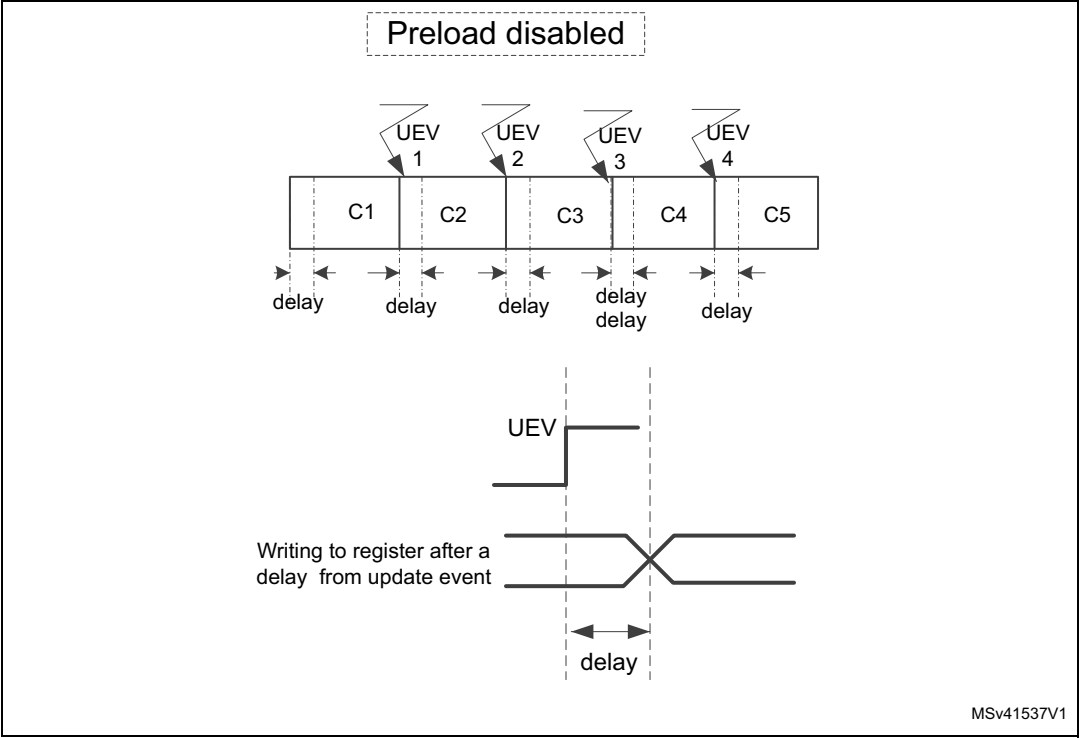 Preload disabled
UEV
1
UEV
2
UEV
3
UEV
4
C1
C2
C3
C4
C5
delay
delay
delay
delay
delay
delay
UEV
Writing to register after a
delay from update event
delay
MSv41537V1